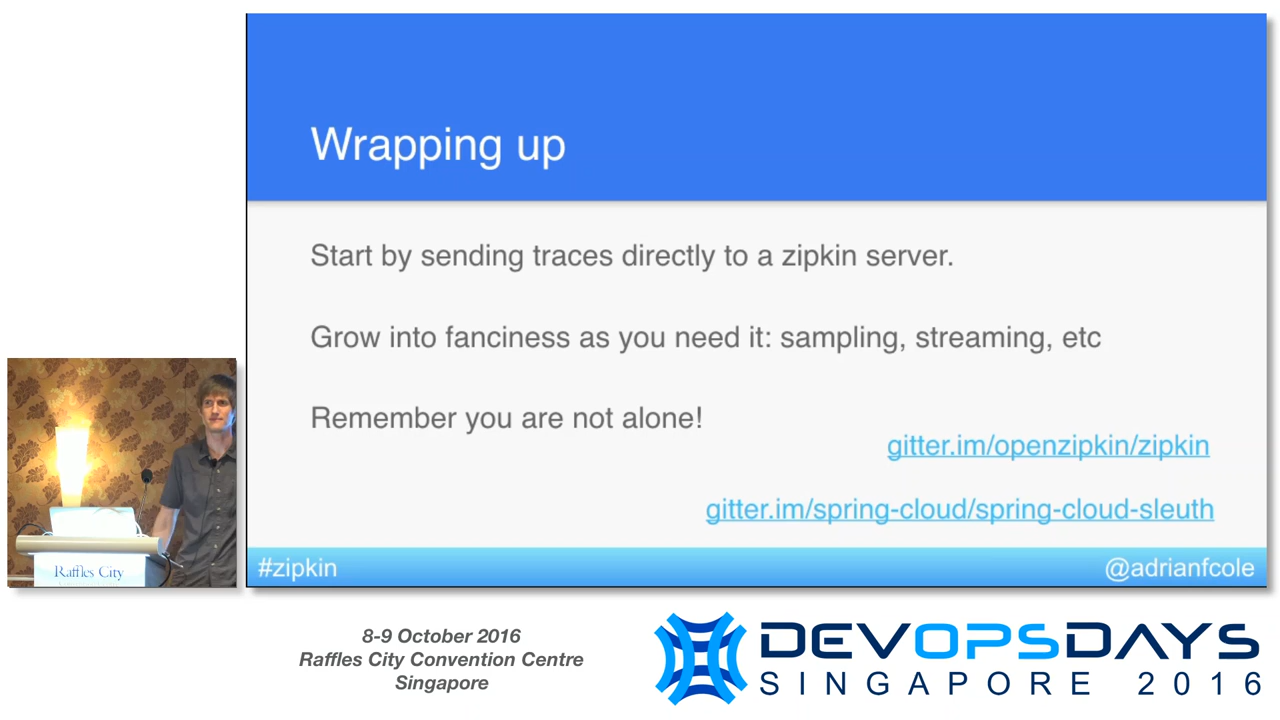 Wrapping up
Start by sending traces directly to a zipkin server.
Grow into fanciness as you need it: sampling, streaming, etc
Remember you are not alone!
gitter.im/openzipkin/zipkin
gitter.im/spring-cloud/spring-cloud-sleuth
#zipkin
@adrianfcole
Raffles City
8-9 October 2016
Raffles City Convention Centre
Singapore
DEVOPSDAYS
SINGAPORE 2016